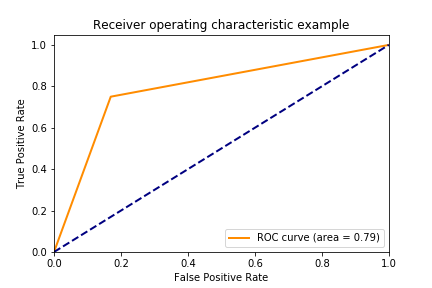 Receiver operating characteristic example
True Positive Rate
1.0
0.8
0.6
0.4
0.2
0.0
ROC curve (area = 0.79)
0.0 0.2 0.4 0.6 0.8 1.0
False Positive Rate